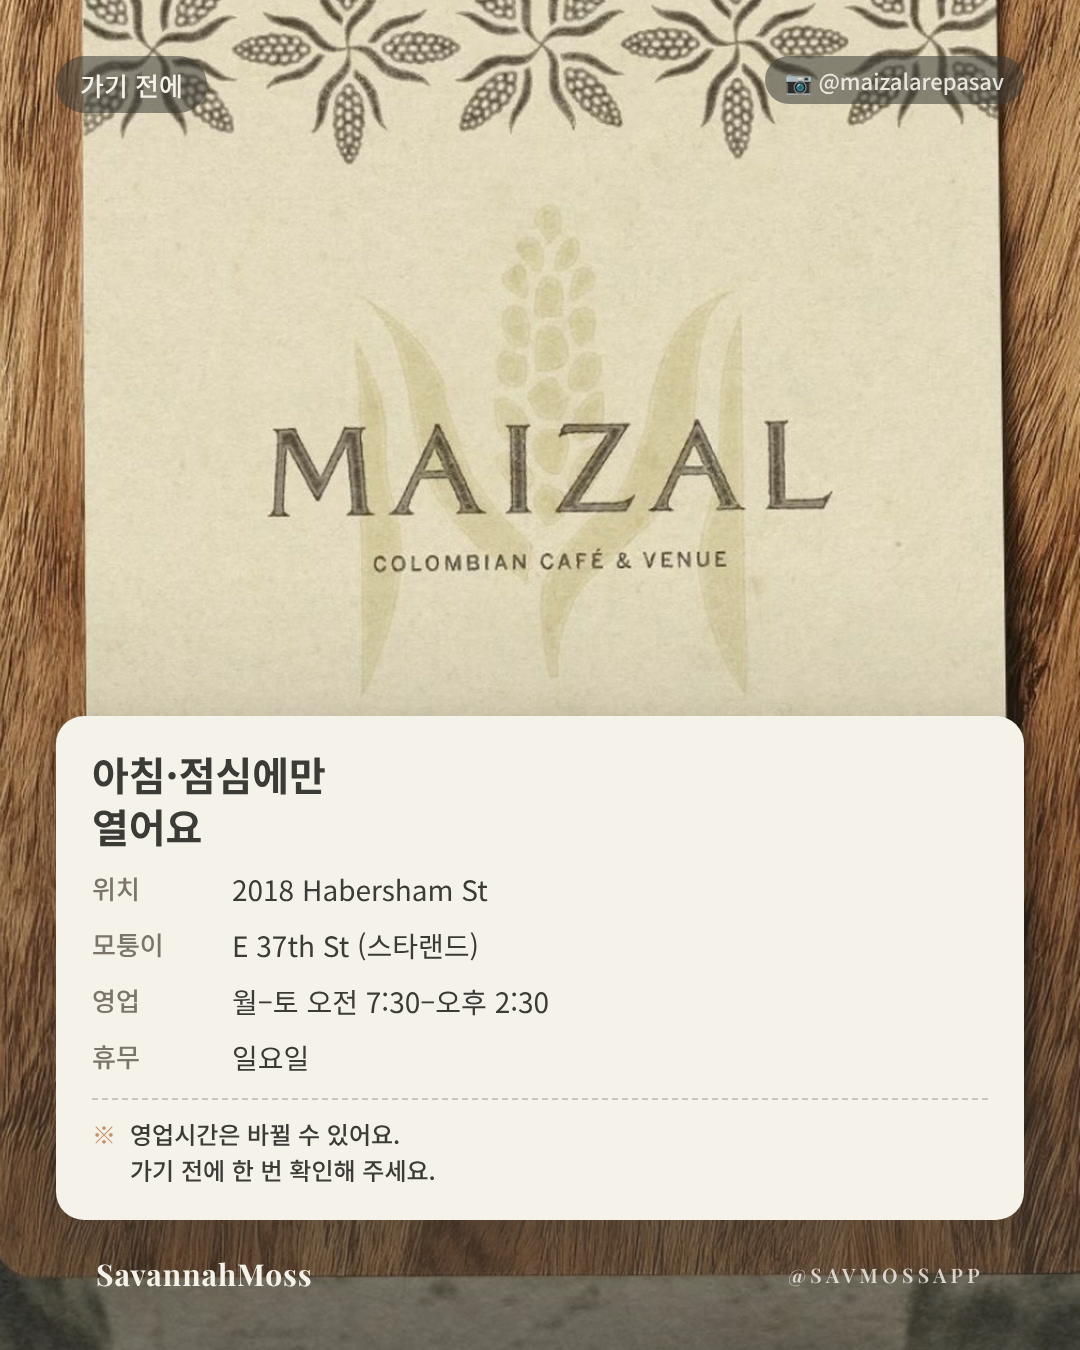 가기 전에
📷 @maizalarepasav
MAIZAL
COLOMBIAN CAFÉ & VENUE
아침·점심에만
열어요
위치 2018 Habersham St
모퉁이 E 37th St (스타랜드)
영업 월–토 오전 7:30–오후 2:30
휴무 일요일
※ 영업시간은 바뀔 수 있어요.
가기 전에 한 번 확인해 주세요.
SavannahMoss
@SAVMOSSAPP